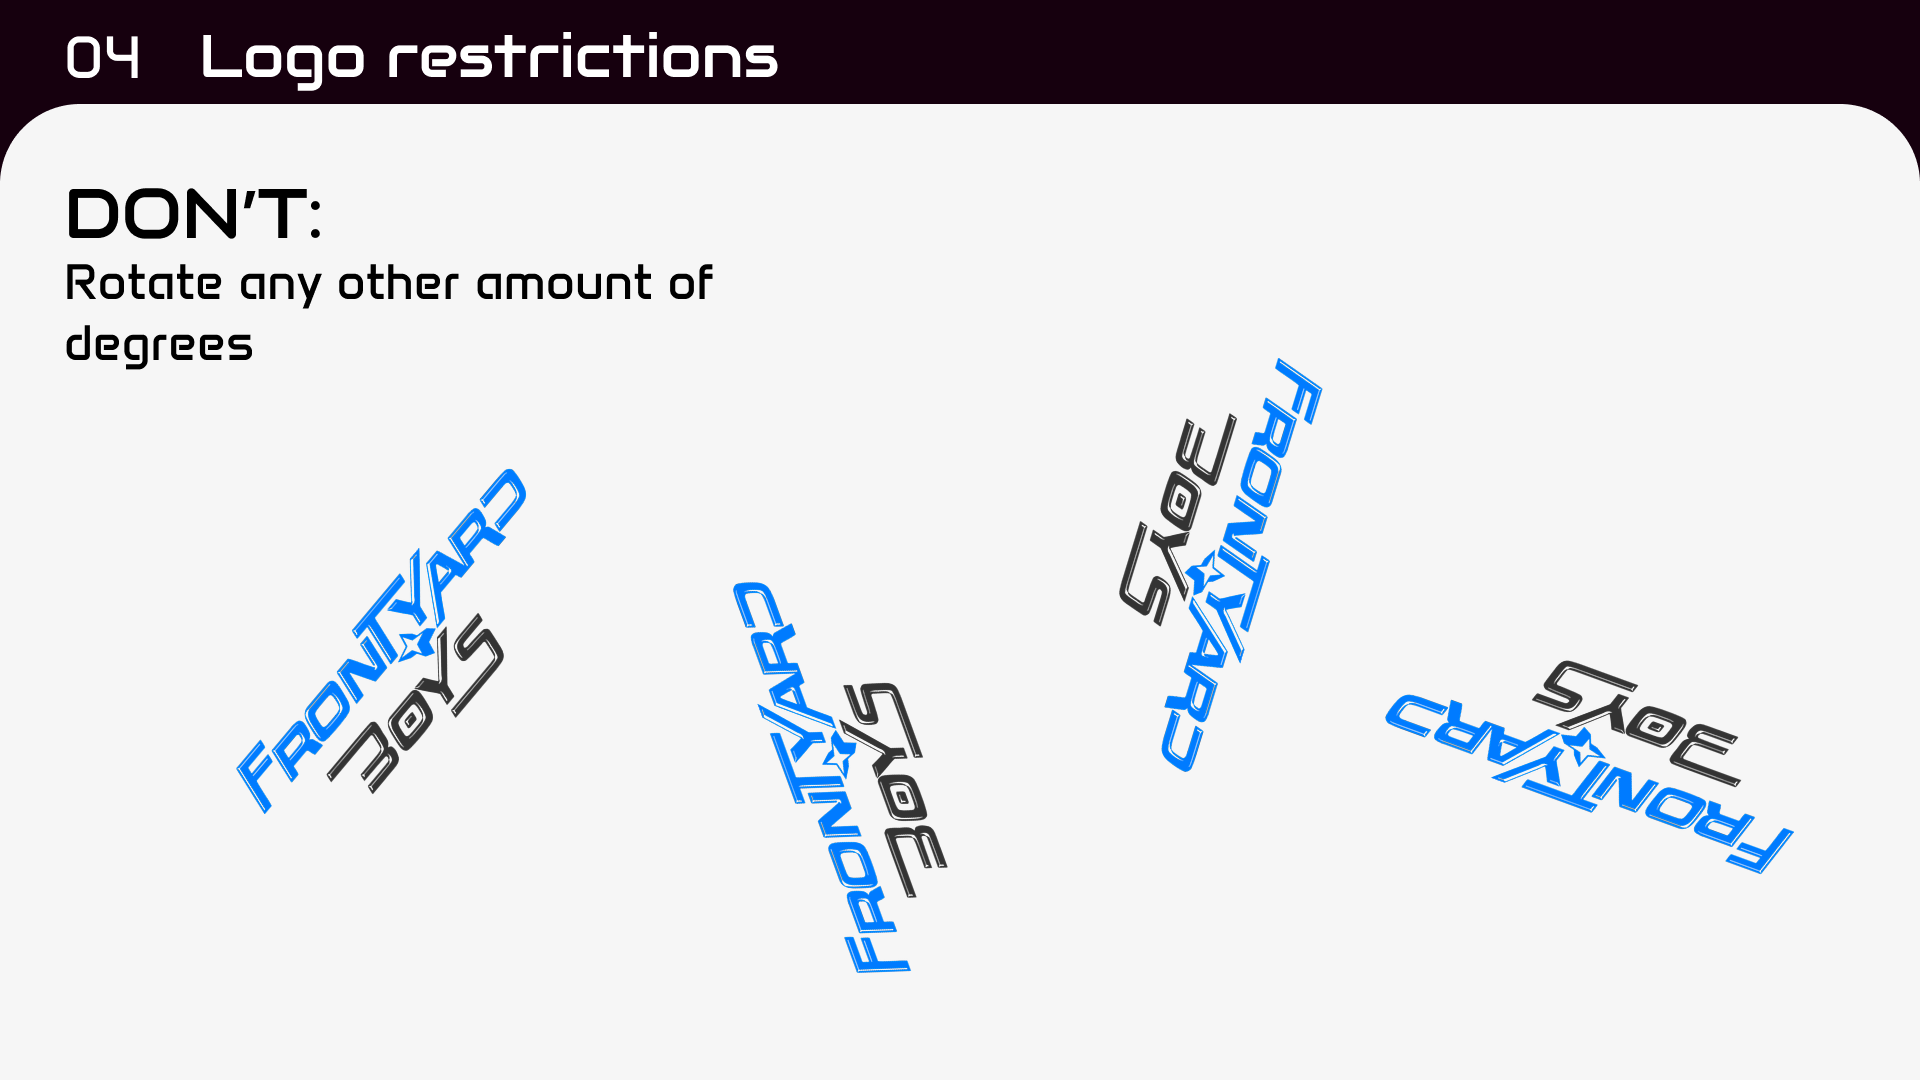 04 Logo restrictions
DON'T:
Rotate any other amount of
degrees
FRONTYARD
BOYS
FRONTYARD
BOYS
FRONTYARD
BOYS
FRONTYARD
BOYS